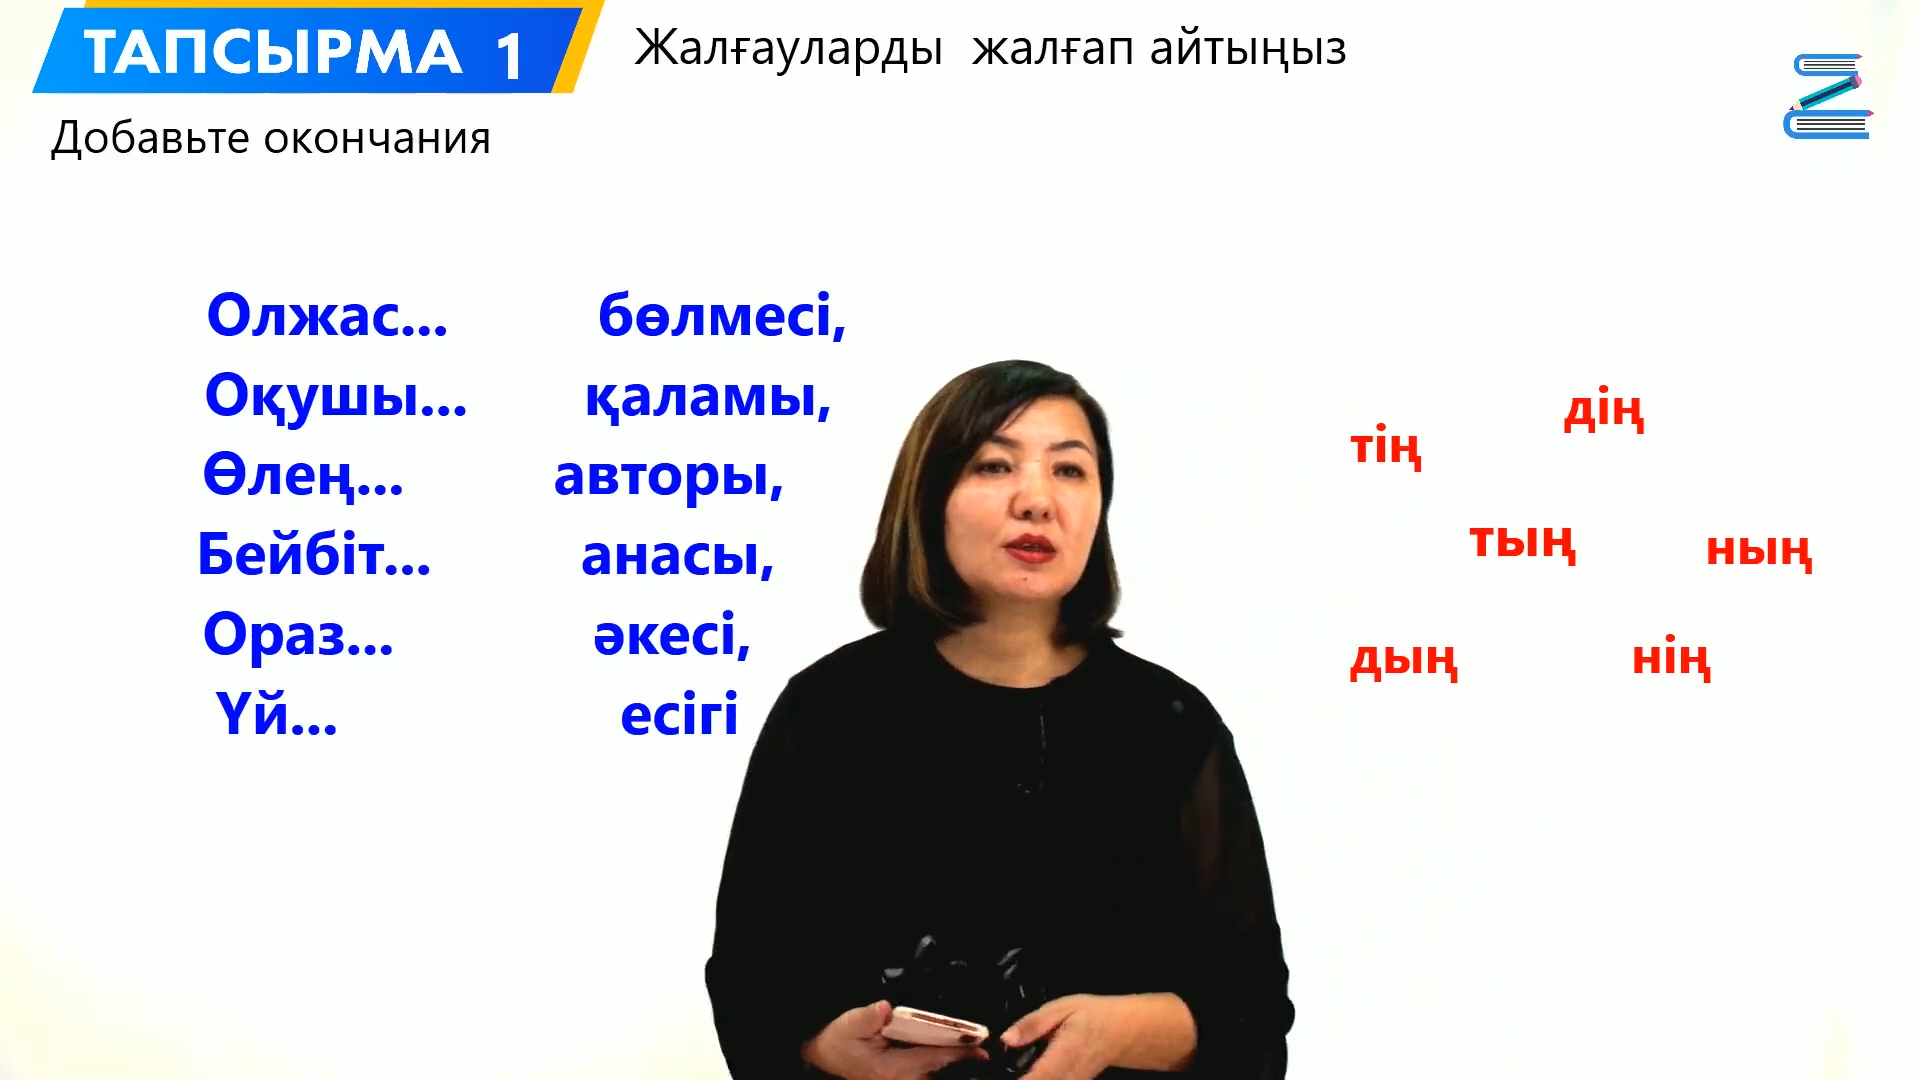 ТАПСЫРМА 1
Жалғауларды жалғап айтыңыз
Добавьте окончания
Олжас... бөлмесі,
Оқушы... қаламы,
Өлең... авторы,
Бейбіт... анасы,
Ораз... әкесі,
Үй... есігі
дің
тің
тың
ның
дың
нің